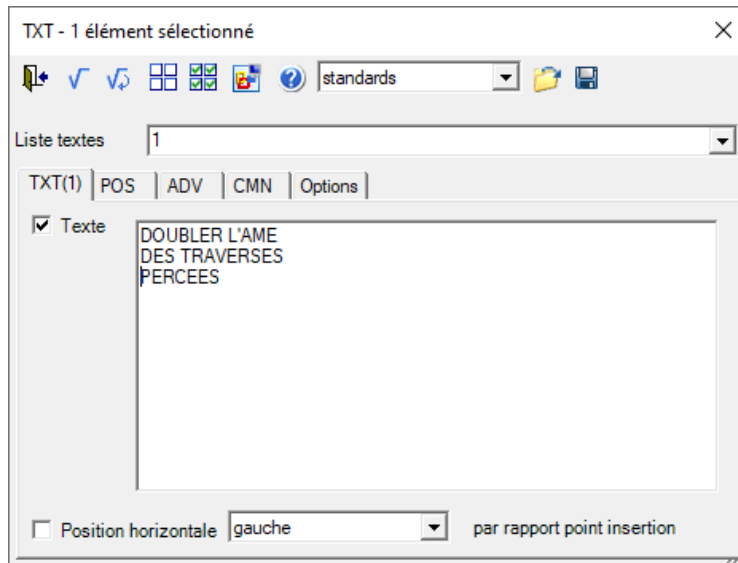 TXT - 1 élément sélectionné
standards
Liste textes 1
TXT(1) POS ADV CMN Options
Texte
DOUBLER L'AME
DES TRAVERSES
PERCEES
Position horizontale gauche par rapport point insertion